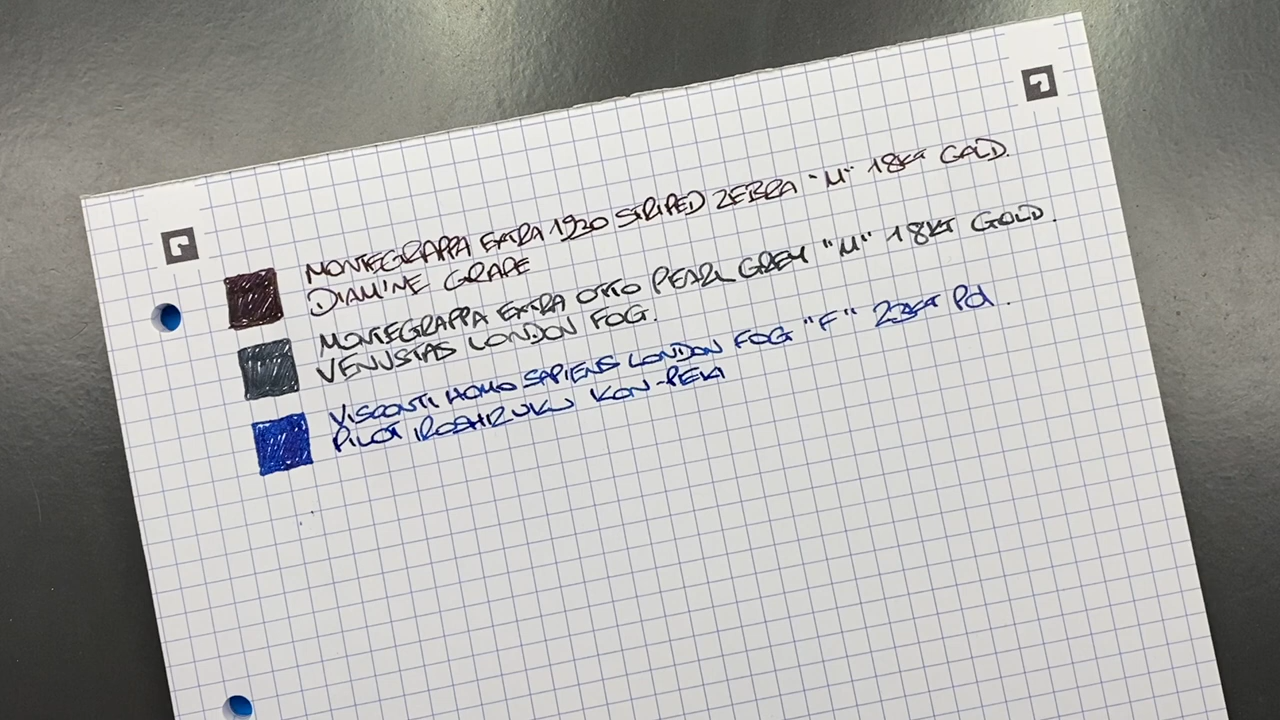 MONTEGRAPPA EXTRA 1930 STRIPED ZEBRA "M" 18KT GOLD.
DIAMINE GRAPE
MONTEGRAPPA EXTRA OTTO PEARL GREY "M" 18KT GOLD.
VENUSTAS LONDON FOG.
VISCONTI HOMO SAPIENS LONDON FOG "F" 23KT Pd.
PILOT IROSHIZUKU KON-PEKI